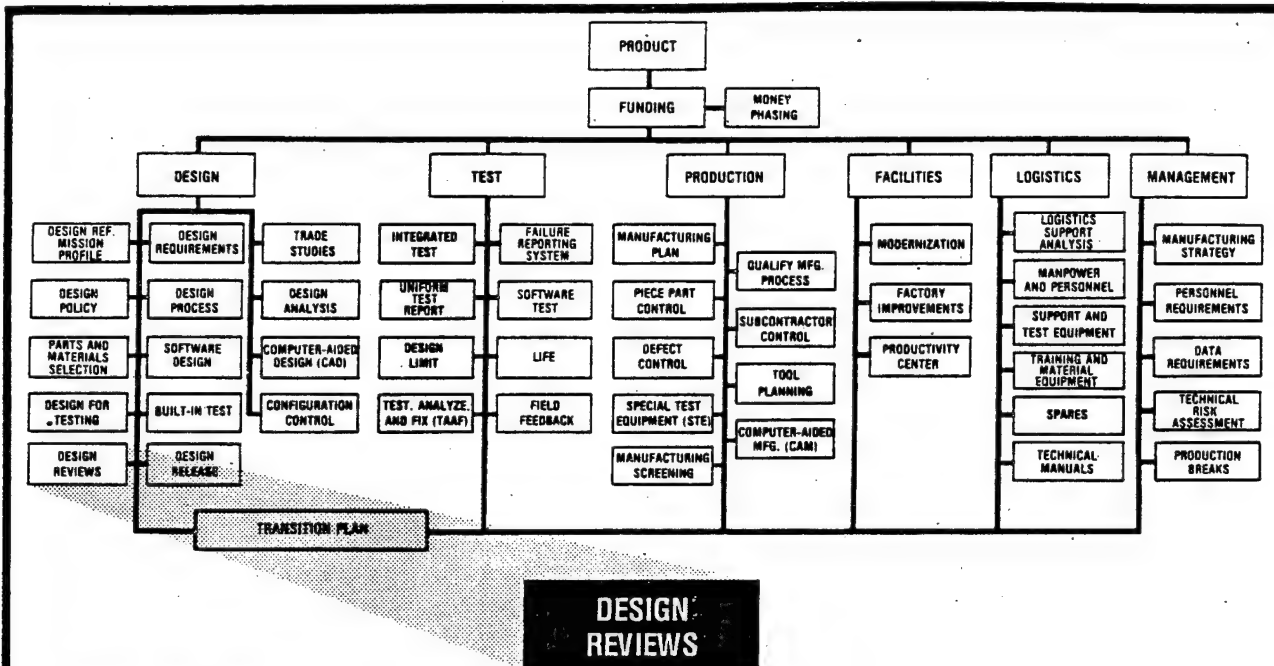 PRODUCT
FUNDING
MONEY
PHASING
DESIGN
TEST
PRODUCTION
FACILITIES
LOGISTICS
MANAGEMENT
DESIGN REF.
MISSION
PROFILE
DESIGN
POLICY
PARTS AND
MATERIALS
SELECTION
DESIGN FOR
TESTING
DESIGN
REVIEWS
DESIGN
REQUIREMENTS
DESIGN
PROCESS
SOFTWARE
DESIGN
BUILT-IN TEST
DESIGN
RELEASE
TRADE
STUDIES
DESIGN
ANALYSIS
COMPUTER-AIDED
DESIGN (CAD)
CONFIGURATION
CONTROL
INTEGRATED
TEST
UNIFORM
TEST
REPORT
DESIGN
LIMIT
TEST. ANALYZE.
AND FIX (TAAF)
FAILURE
REPORTING
SYSTEM
SOFTWARE
TEST
LIFE
FIELD
FEEDBACK
MANUFACTURING
PLAN
PIECE PART
CONTROL
DEFECT
CONTROL
SPECIAL TEST
EQUIPMENT (STE)
MANUFACTURING
SCREENING
QUALIFY MFG.
PROCESS
SUBCONTRACTOR
CONTROL
TOOL
PLANNING
COMPUTER-AIDED
MFG. (CAM)
MODERNIZATION
FACTORY
IMPROVEMENTS
PRODUCTIVITY
CENTER
LOGISTICS
SUPPORT
ANALYSIS
MANPOWER
AND PERSONNEL
SUPPORT AND
TEST EQUIPMENT
TRAINING AND
MATERIAL
EQUIPMENT
SPARES
TECHNICAL
MANUALS
MANUFACTURING
STRATEGY
PERSONNEL
REQUIREMENTS
DATA
REQUIREMENTS
TECHNICAL
RISK
ASSESSMENT
PRODUCTION
BREAKS
TRANSITION PLAN
DESIGN
REVIEWS